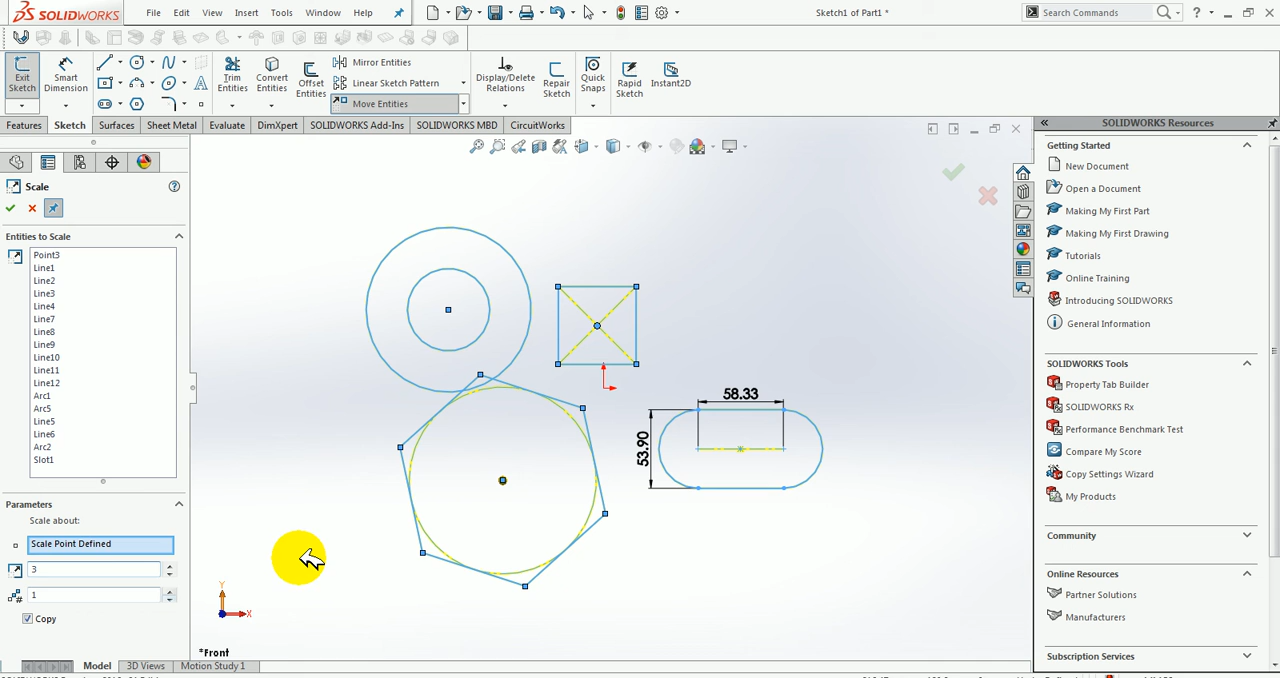 SOLIDWORKS File Edit View Insert Tools Window Help Sketch1 of Part1 * Search Commands
Exit Sketch
Smart Dimension
Trim Entities
Convert Entities
Offset Entities
Mirror Entities
Linear Sketch Pattern
Move Entities
Display/Delete Relations
Repair Sketch
Quick Snaps
Rapid Sketch
Instant2D
Features Sketch Surfaces Sheet Metal Evaluate DimXpert SOLIDWORKS Add-Ins SOLIDWORKS MBD CircuitWorks
Scale
Entities to Scale
Point3
Line1
Line2
Line3
Line4
Line7
Line8
Line9
Line10
Line11
Line12
Arc1
Arc5
Line5
Line6
Arc2
Slot1
Parameters
Scale about:
Scale Point Defined
3
1
Copy
58.33
53.90
Y
X
*Front
Model 3D Views Motion Study 1
SOLIDWORKS Resources
Getting Started
New Document
Open a Document
Making My First Part
Making My First Drawing
Tutorials
Online Training
Introducing SOLIDWORKS
General Information
SOLIDWORKS Tools
Property Tab Builder
SOLIDWORKS Rx
Performance Benchmark Test
Compare My Score
Copy Settings Wizard
My Products
Community
Online Resources
Partner Solutions
Manufacturers
Subscription Services